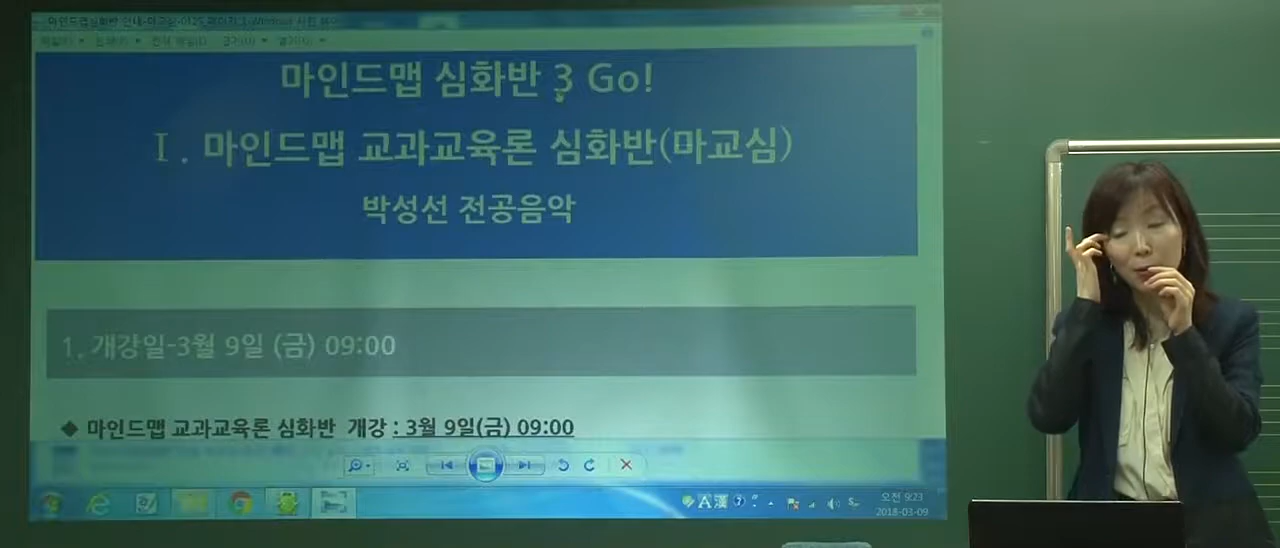 마인드맵 심화반 3 Go!
I. 마인드맵 교과교육론 심화반(마교심)
박성선 전공음악
1. 개강일-3월 9일 (금) 09:00
◆ 마인드맵 교과교육론 심화반 개강 : 3월 9일(금) 09:00
A漢
오전 9:23
2018-03-09